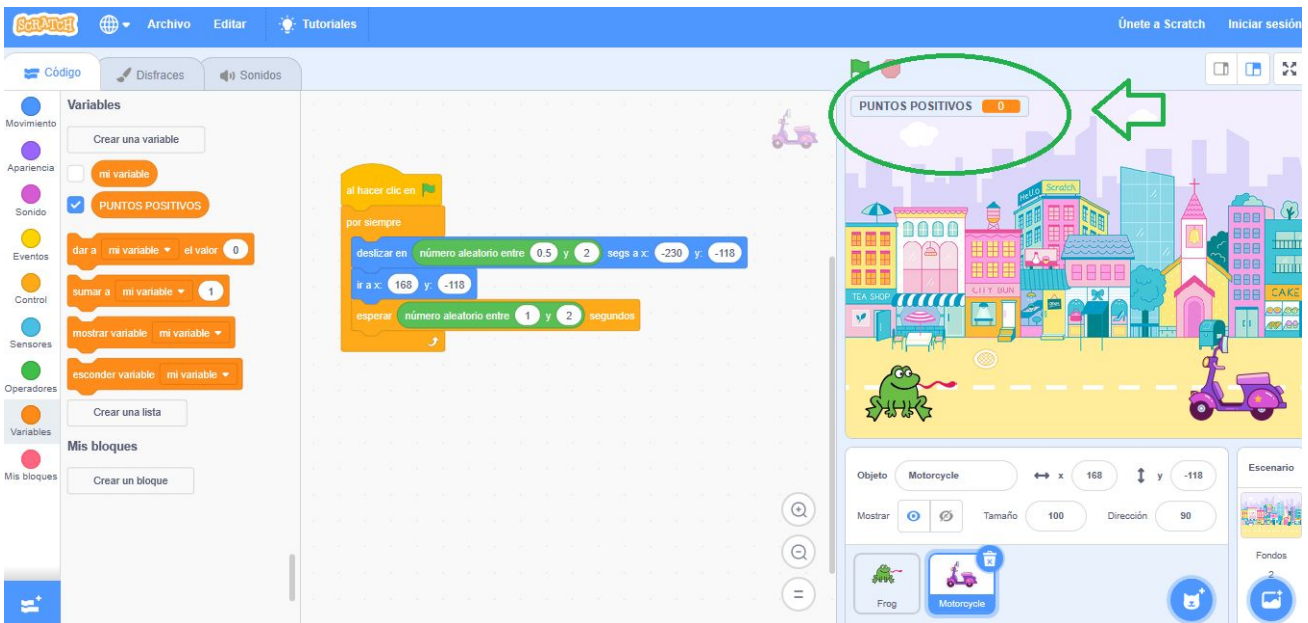 SCRATCH
Archivo
Editar
Tutoriales
Únete a Scratch
Iniciar sesión
Código
Disfraces
Sonidos
Movimiento
Apariencia
Sonido
Eventos
Control
Sensores
Operadores
Variables
Mis bloques
Variables
Crear una variable
mi variable
PUNTOS POSITIVOS
dar a mi variable el valor 0
sumar a mi variable 1
mostrar variable mi variable
esconder variable mi variable
Crear una lista
Mis bloques
Crear un bloque
al hacer clic en
por siempre
deslizar en número aleatorio entre 0.5 y 2 segs a x: -230 y: -118
ir a x: 168 y: -118
esperar número aleatorio entre 1 y 2 segundos
PUNTOS POSITIVOS 0
Hello Scratch
TEA SHOP
CITY BUN
CAKE
Objeto Motorcycle x 168 y -118
Mostrar Tamaño 100 Dirección 90
Frog
Motorcycle
Escenario
Fondos
2